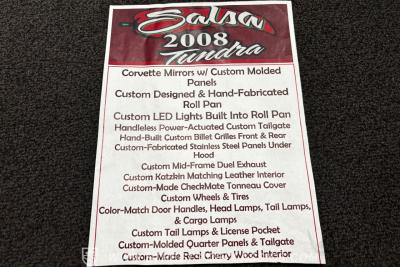 Salsa
2008
Tundra
Corvette Mirrors w/ Custom Molded
Panels
Custom Designed & Hand-Fabricated
Roll Pan
Custom LED Lights Built Into Roll Pan
Handleless Power-Actuated Custom Tailgate
Hand-Built Custom Billet Grilles Front & Rear
Custom-Fabricated Stainless Steel Panels Under
Hood
Custom Mid-Frame Duel Exhaust
Custom Katzkin Matching Leather Interior
Custom-Made CheckMate Tonneau Cover
Custom Wheels & Tires
Color-Match Door Handles, Head Lamps, Tail Lamps,
& Cargo Lamps
Custom Tail Lamps & License Pocket
Custom-Molded Quarter Panels & Tailgate
Custom-Made Real Cherry Wood Interior